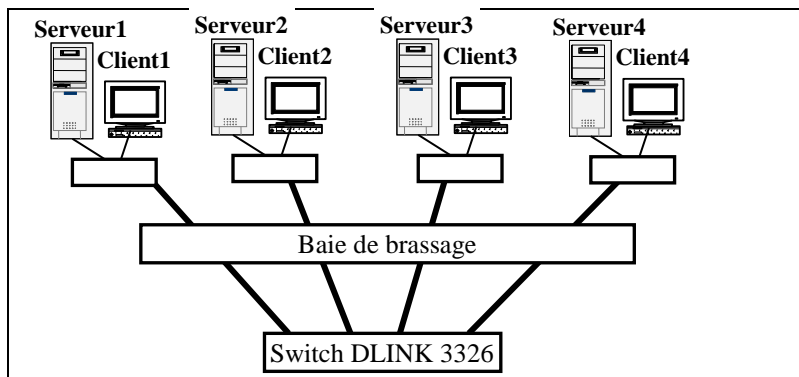 Serveur1
Client1
Serveur2
Client2
Serveur3
Client3
Serveur4
Client4
Baie de brassage
Switch DLINK 3326